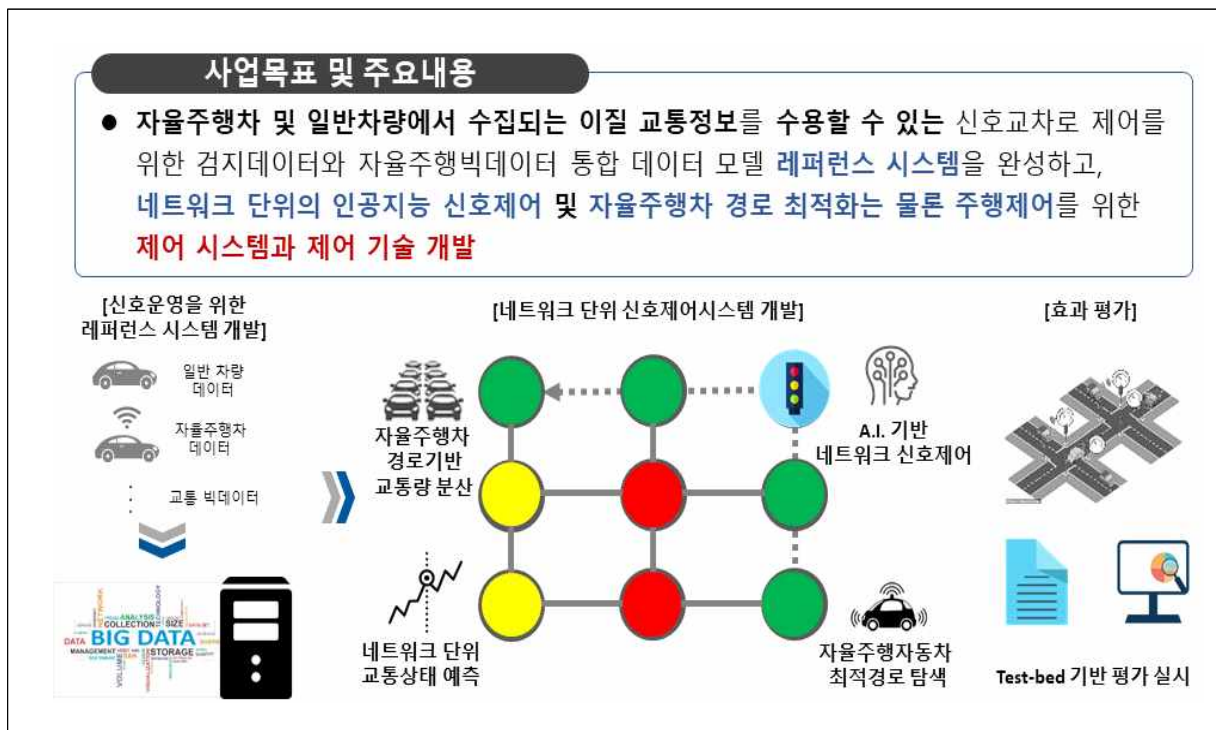 사업목표 및 주요내용
● 자율주행차 및 일반차량에서 수집되는 이질 교통정보를 수용할 수 있는 신호교차로 제어를
위한 검지데이터와 자율주행빅데이터 통합 데이터 모델 레퍼런스 시스템을 완성하고,
네트워크 단위의 인공지능 신호제어 및 자율주행차 경로 최적화는 물론 주행제어를 위한
제어 시스템과 제어 기술 개발
[신호운영을 위한
레퍼런스 시스템 개발]
일반 차량
데이터
자율주행차
데이터
교통 빅데이터
NETWORK
ANALYSIS
TECHNOLOGY
COLLECTION
SIZE
DATA
BIG DATA
MANAGEMENT
STORAGE
VOLUME
[네트워크 단위 신호제어시스템 개발]
자율주행차
경로기반
교통량 분산
A.I. 기반
네트워크 신호제어
네트워크 단위
교통상태 예측
자율주행자동차
최적경로 탐색
[효과 평가]
Test-bed 기반 평가 실시